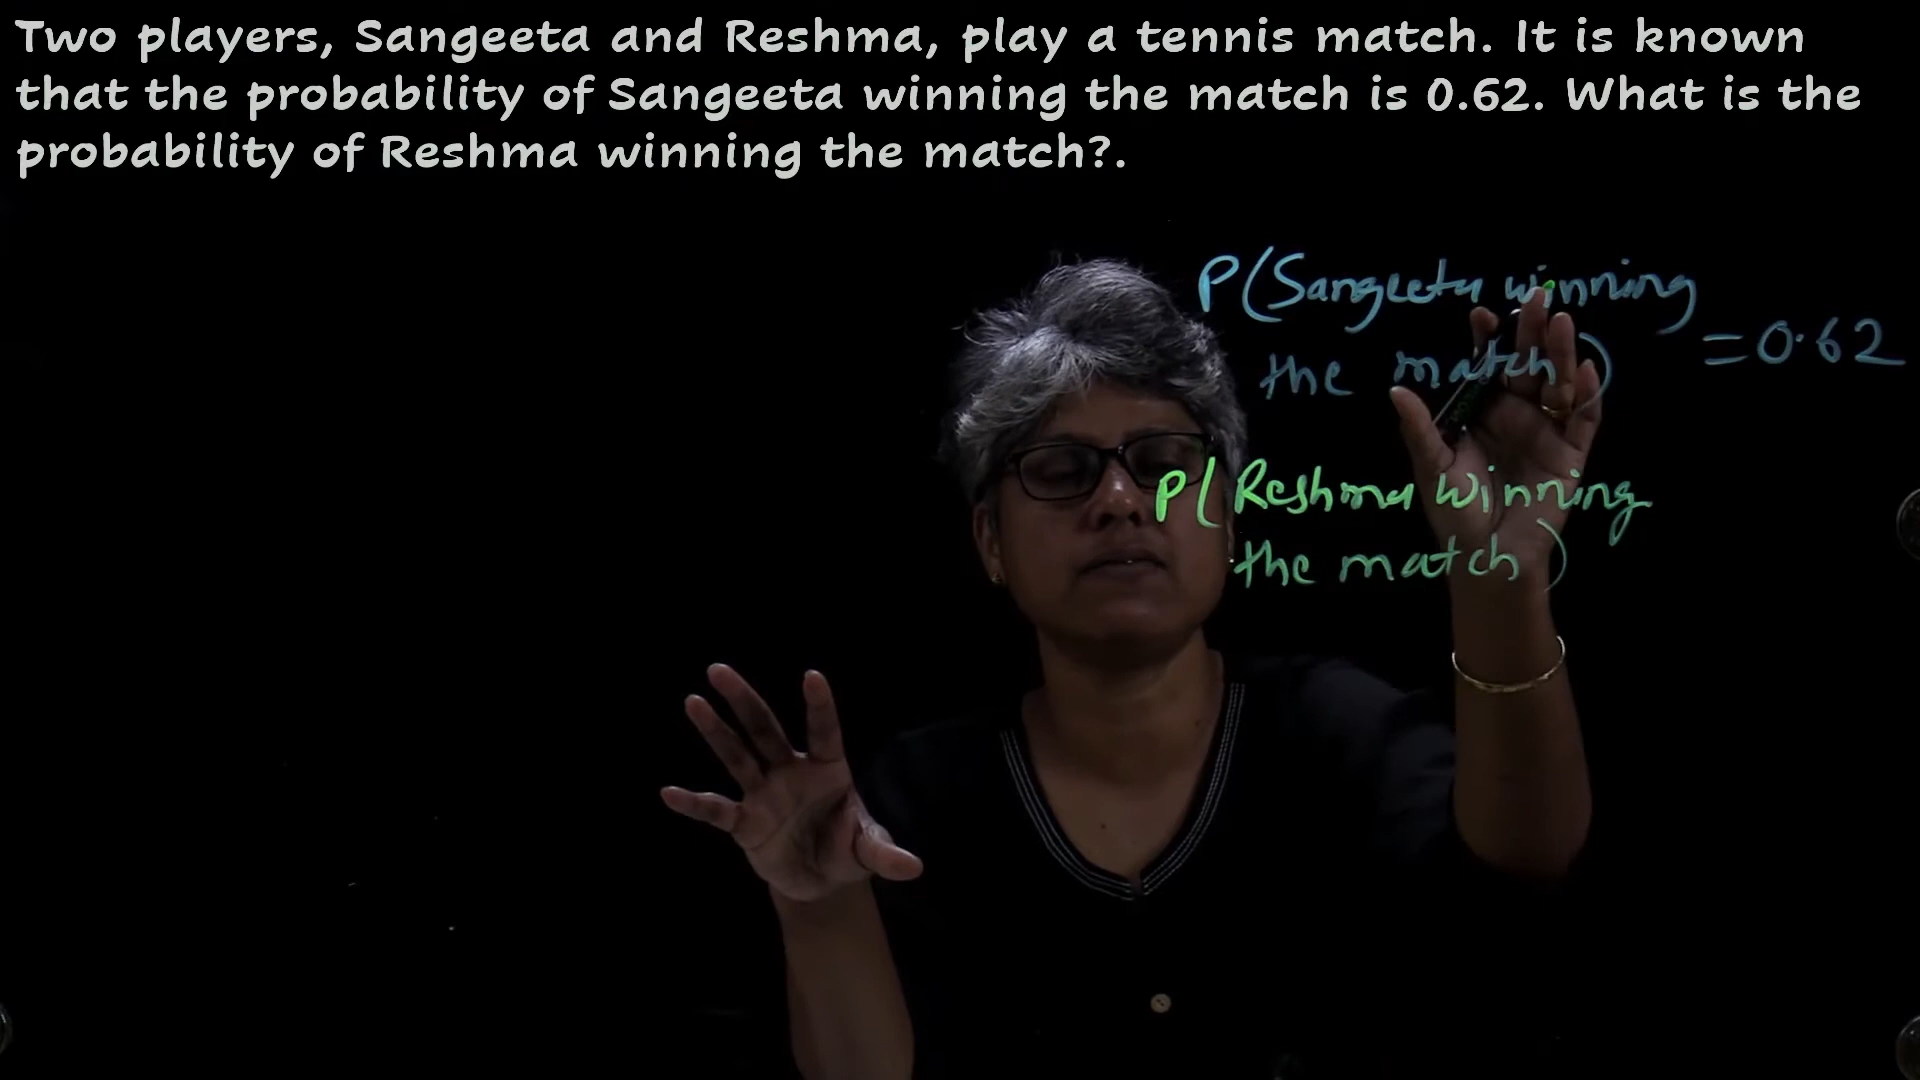 Two players, Sangeeta and Reshma, play a tennis match. It is known
that the probability of Sangeeta winning the match is 0.62. What is the
probability of Reshma winning the match?.
P(Sangeeta winning
the match) = 0.62
P(Reshma winning
the match)